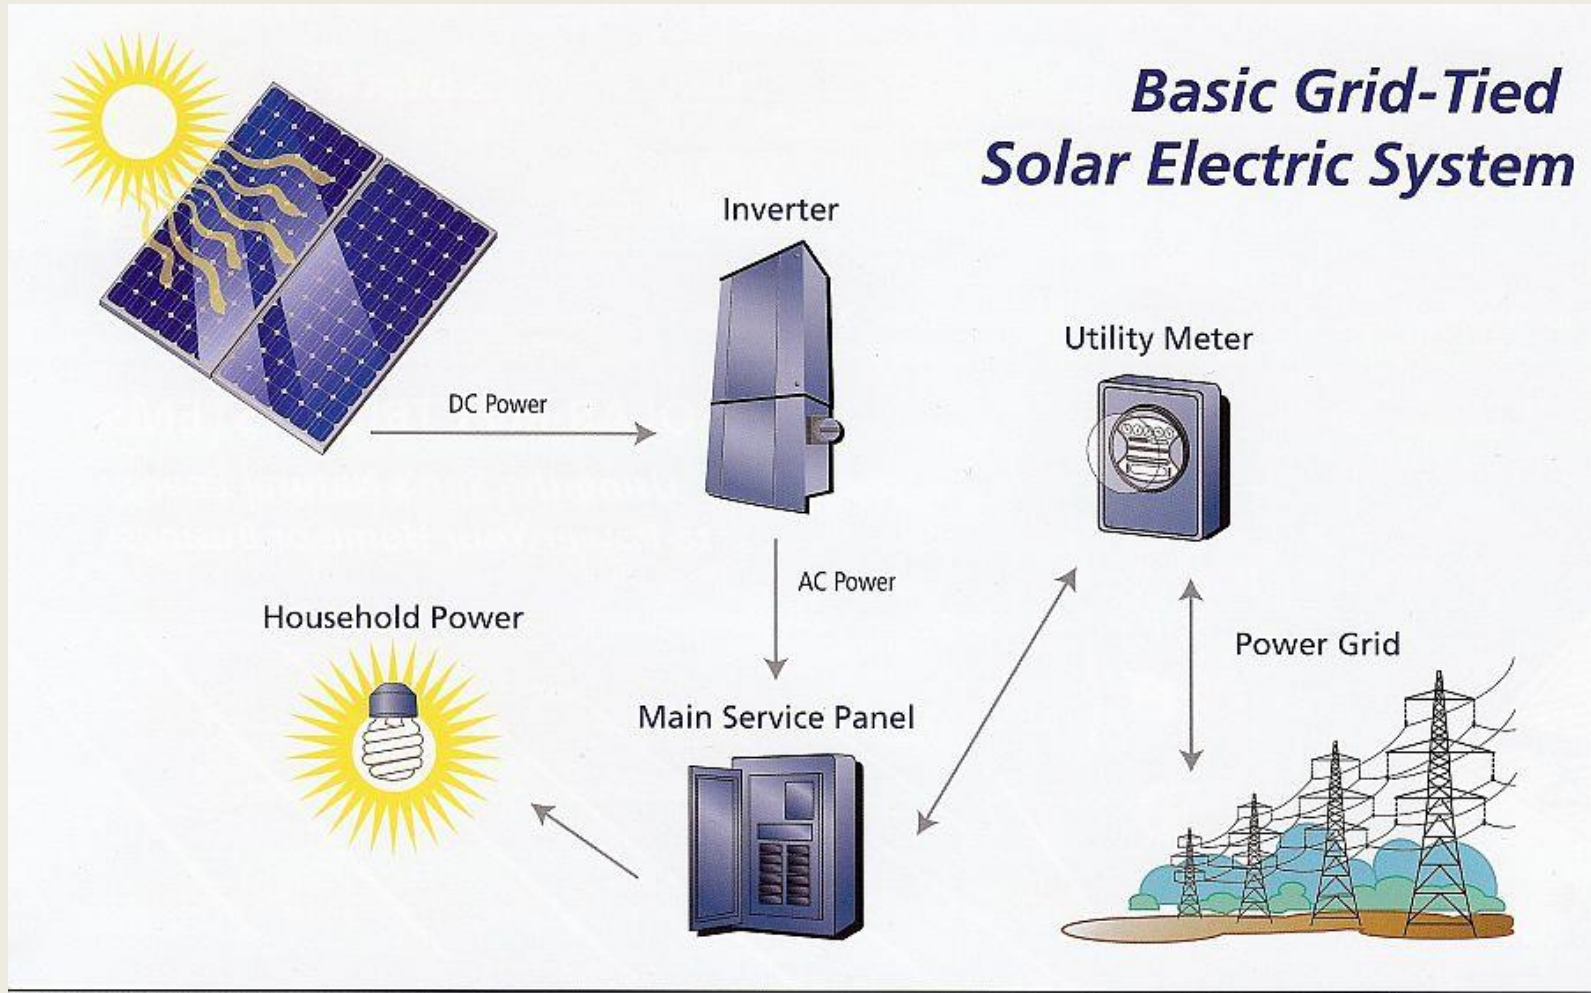 Basic Grid-Tied
Solar Electric System
Inverter
Utility Meter
DC Power
AC Power
Household Power
Power Grid
Main Service Panel